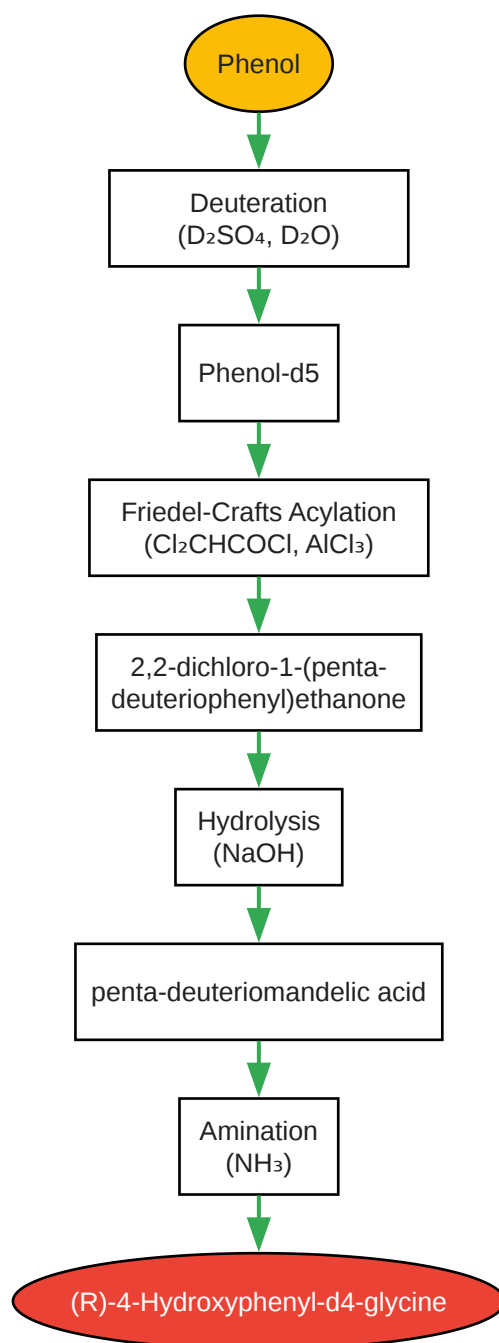 Phenol
Deuteration
(D₂SO₄, D₂O)
Phenol-d5
Friedel-Crafts Acylation
(Cl₂CHCOCl, AlCl₃)
2,2-dichloro-1-(penta-
deuteriophenyl)ethanone
Hydrolysis
(NaOH)
penta-deuteriomandelic acid
Amination
(NH₃)
(R)-4-Hydroxyphenyl-d4-glycine